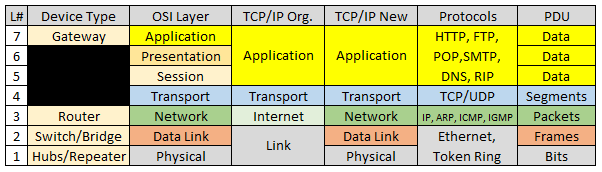 L# Device Type OSI Layer TCP/IP Org. TCP/IP New Protocols PDU
7 Gateway Application HTTP, FTP, Data
6 Presentation Application Application POP,SMTP, Data
5 Session DNS, RIP Data
4 Transport Transport Transport TCP/UDP Segments
3 Router Network Internet Network IP, ARP, ICMP, IGMP Packets
2 Switch/Bridge Data Link Link Data Link Ethernet, Frames
1 Hubs/Repeater Physical Physical Token Ring Bits